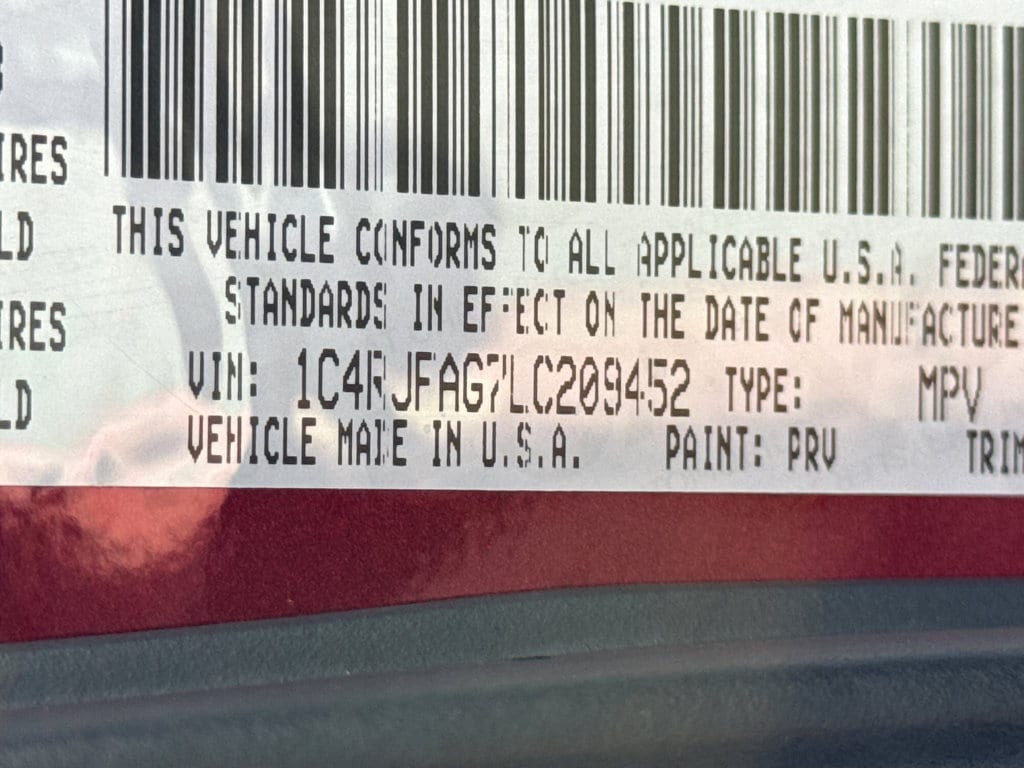 IRES
LD
IRES
LD
THIS VEHICLE CONFORMS TO ALL APPLICABLE U.S.A. FEDERA
STANDARDS IN EFFECT ON THE DATE OF MANUFACTURE
VIN: 1C4RJFAG7LC209452 TYPE: MPV
VEHICLE MADE IN U.S.A. PAINT: PRV TRIM